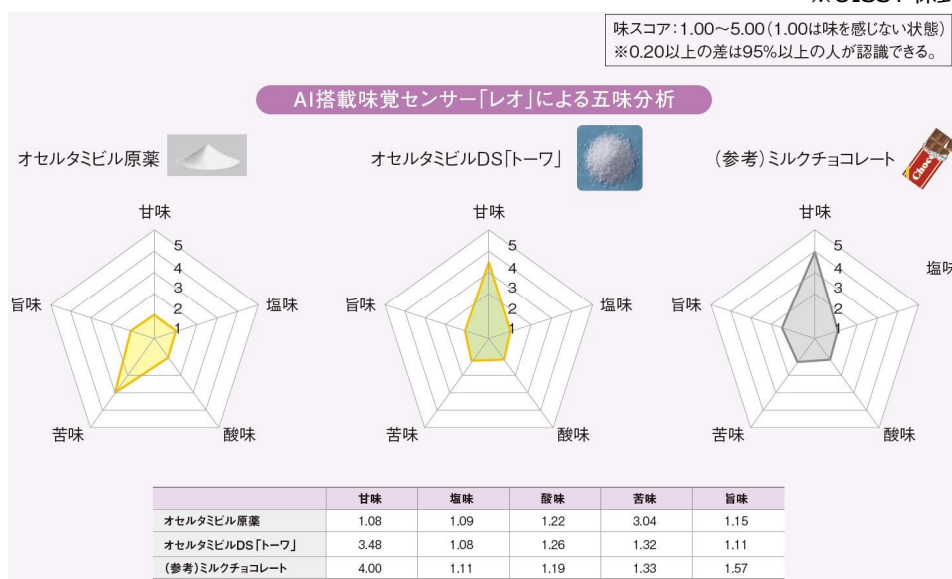 味スコア:1.00〜5.00(1.00は味を感じない状態)
※0.20以上の差は95%以上の人が認識できる。
AI搭載味覚センサー「レオ」による五味分析
オセルタミビル原薬
オセルタミビルDS「トーワ」
(参考)ミルクチョコレート
Choco
甘味
5
4
3
2
1
塩味
酸味
苦味
旨味
甘味
5
4
3
2
1
塩味
酸味
苦味
旨味
甘味
5
4
3
2
1
塩味
酸味
苦味
旨味
甘味 塩味 酸味 苦味 旨味
オセルタミビル原薬 1.08 1.09 1.22 3.04 1.15
オセルタミビルDS「トーワ」 3.48 1.08 1.26 1.32 1.11
(参考)ミルクチョコレート 4.00 1.11 1.19 1.33 1.57